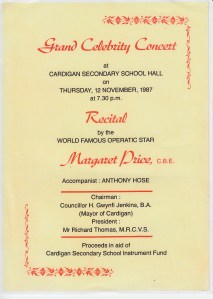 Grand Celebrity Concert
at
CARDIGAN SECONDARY SCHOOL HALL
on
THURSDAY, 12 NOVEMBER, 1987
at 7.30 p.m.
Recital
by the
WORLD FAMOUS OPERATIC STAR
Margaret Price, C.B.E.
Accompanist : ANTHONY HOSE
Chairman :
Councillor H. Gwynfi Jenkins, B.A.
(Mayor of Cardigan)
President :
Mr Richard Thomas, M.R.C.V.S.
Proceeds in aid of
Cardigan Secondary School Instrument Fund